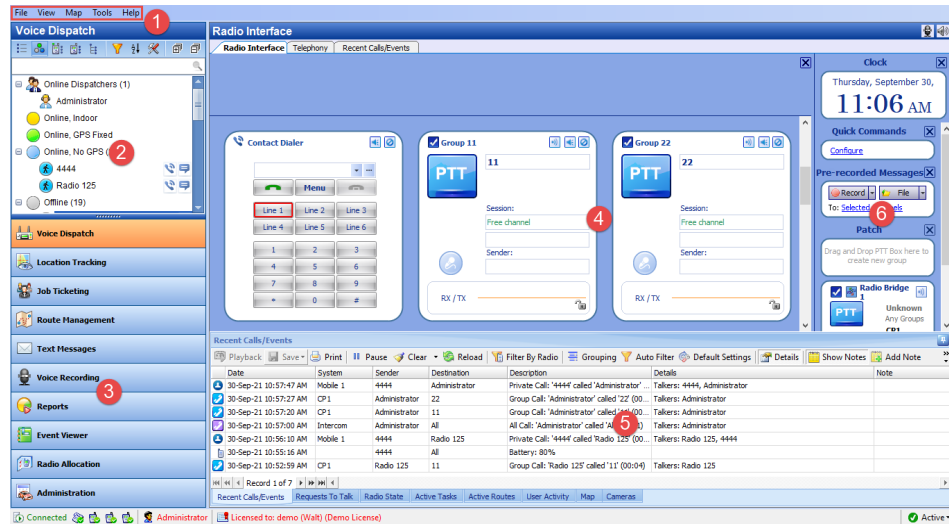 File View Map Tools Help
1
Voice Dispatch
Online Dispatchers (1)
Administrator
Online, Indoor
Online, GPS Fixed
Online, No GPS
2
4444
Radio 125
Offline (19)
Voice Dispatch
Location Tracking
Job Ticketing
Route Management
Text Messages
Voice Recording
3
Reports
Event Viewer
Radio Allocation
Administration
Radio Interface
Radio Interface Telephony Recent Calls/Events
Contact Dialer
Menu
Line 1 Line 2 Line 3
Line 4 Line 5 Line 6
1 2 3
4 5 6
7 8 9
* 0 #
Group 11
PTT
11
Session:
Free channel
Sender:
RX / TX
4
Group 22
PTT
22
Session:
Free channel
Sender:
RX / TX
Clock
Thursday, September 30,
11:06 AM
Quick Commands
Configure
Pre-recorded Messages
Record File
To: Selected
6
Patch
Drag and Drop PTT Box here to
create new group
Radio Bridge
1
PTT
Unknown
Any Groups
CP1
Recent Calls/Events
Playback Save Print Pause Clear Reload Filter By Radio Grouping Auto Filter Default Settings Details Show Notes Add Note
Date System Sender Destination Description Details Note
30-Sep-21 10:57:47 AM Mobile 1 4444 Administrator Private Call: '4444' called 'Administrator' ... Talkers: 4444, Administrator
30-Sep-21 10:57:27 AM CP1 Administrator 22 Group Call: 'Administrator' called '22' (00... Talkers: Administrator
30-Sep-21 10:57:20 AM CP1 Administrator 11 Group Call: 'Administrator' called (00... Talkers: Administrator
30-Sep-21 10:57:00 AM Intercom Administrator All All Call: 'Administrator' called Talkers: Administrator
5
30-Sep-21 10:56:10 AM Mobile 1 4444 Radio 125 Private Call: '4444' called 'Radio 125' (00... Talkers: Radio 125, 4444
30-Sep-21 10:55:16 AM 4444 All Battery: 80%
30-Sep-21 10:52:59 AM CP1 Radio 125 11 Group Call: 'Radio 125' called '11' (00:04) Talkers: Radio 125
Record 1 of 7
Recent Calls/Events Requests To Talk Radio State Active Tasks Active Routes User Activity Map Cameras
Connected Administrator Licensed to: demo (Walt) (Demo License) Active